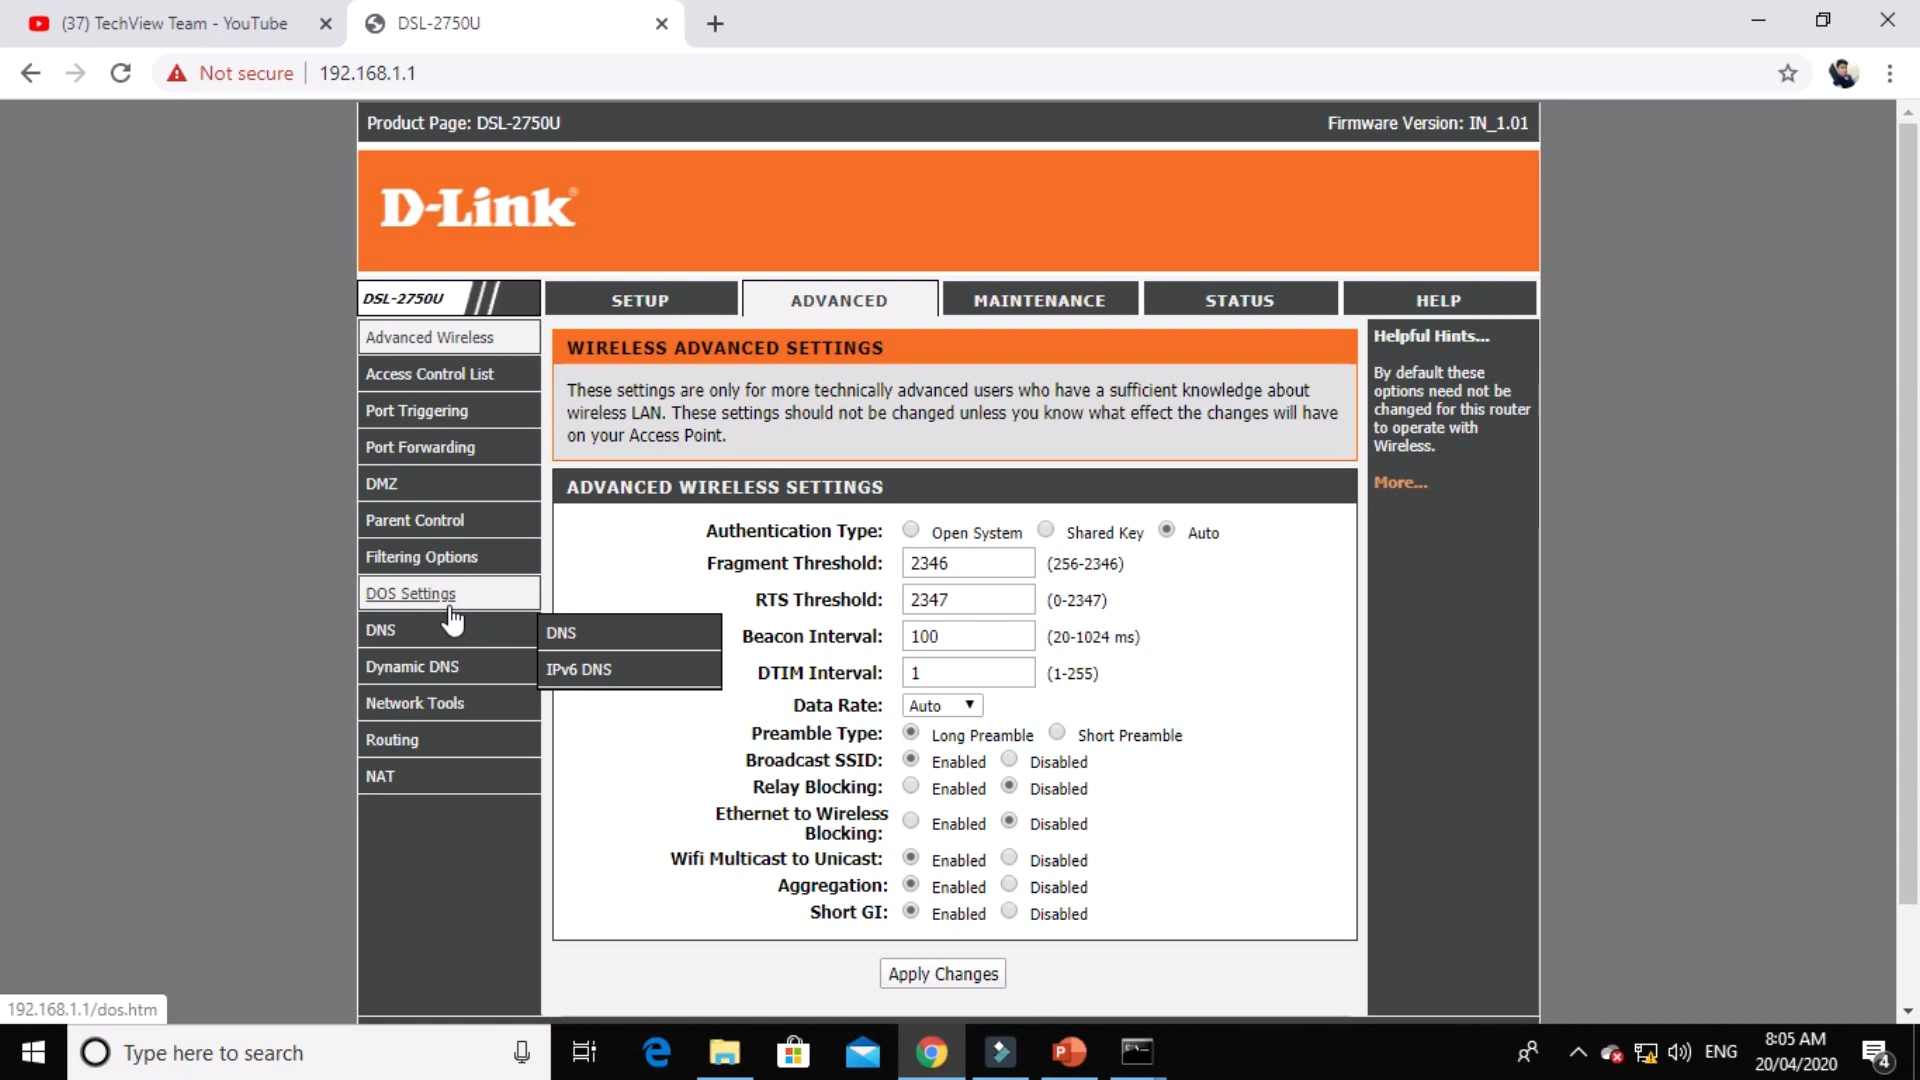 (37) TechView Team - YouTube
DSL-2750U
Not secure
192.168.1.1
Product Page: DSL-2750U
Firmware Version: IN_1.01
D-Link®
DSL-2750U
SETUP
ADVANCED
MAINTENANCE
STATUS
HELP
Advanced Wireless
Access Control List
Port Triggering
Port Forwarding
DMZ
Parent Control
Filtering Options
DOS Settings
DNS
Dynamic DNS
Network Tools
Routing
NAT
DNS
IPv6 DNS
WIRELESS ADVANCED SETTINGS
These settings are only for more technically advanced users who have a sufficient knowledge about
wireless LAN. These settings should not be changed unless you know what effect the changes will have
on your Access Point.
ADVANCED WIRELESS SETTINGS
Authentication Type: Open System Shared Key Auto
Fragment Threshold: 2346 (256-2346)
RTS Threshold: 2347 (0-2347)
Beacon Interval: 100 (20-1024 ms)
DTIM Interval: 1 (1-255)
Data Rate: Auto
Preamble Type: Long Preamble Short Preamble
Broadcast SSID: Enabled Disabled
Relay Blocking: Enabled Disabled
Ethernet to Wireless
Blocking: Enabled Disabled
Wifi Multicast to Unicast: Enabled Disabled
Aggregation: Enabled Disabled
Short GI: Enabled Disabled
Apply Changes
Helpful Hints...
By default these
options need not be
changed for this router
to operate with
Wireless.
More...
192.168.1.1/dos.htm
Type here to search
ENG
8:05 AM
20/04/2020
4